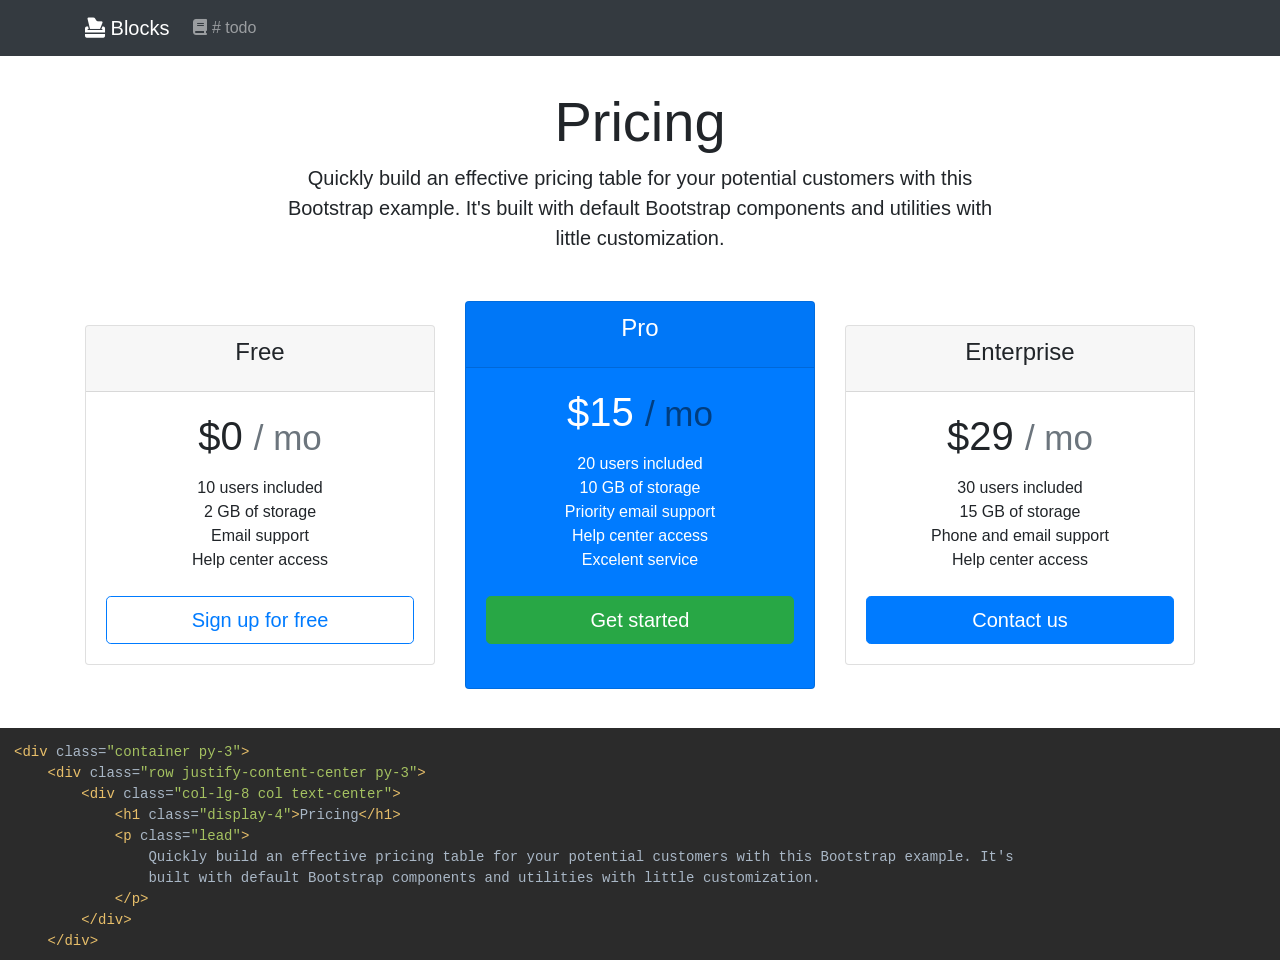 Blocks # todo
Pricing
Quickly build an effective pricing table for your potential customers with this
Bootstrap example. It's built with default Bootstrap components and utilities with
little customization.
Free
$0 / mo
10 users included
2 GB of storage
Email support
Help center access
Sign up for free
Pro
$15 / mo
20 users included
10 GB of storage
Priority email support
Help center access
Excelent service
Get started
Enterprise
$29 / mo
30 users included
15 GB of storage
Phone and email support
Help center access
Contact us
<div class="container py-3">
    <div class="row justify-content-center py-3">
        <div class="col-lg-8 col text-center">
            <h1 class="display-4">Pricing</h1>
            <p class="lead">
                Quickly build an effective pricing table for your potential customers with this Bootstrap example. It's
                built with default Bootstrap components and utilities with little customization.
            </p>
        </div>
    </div>